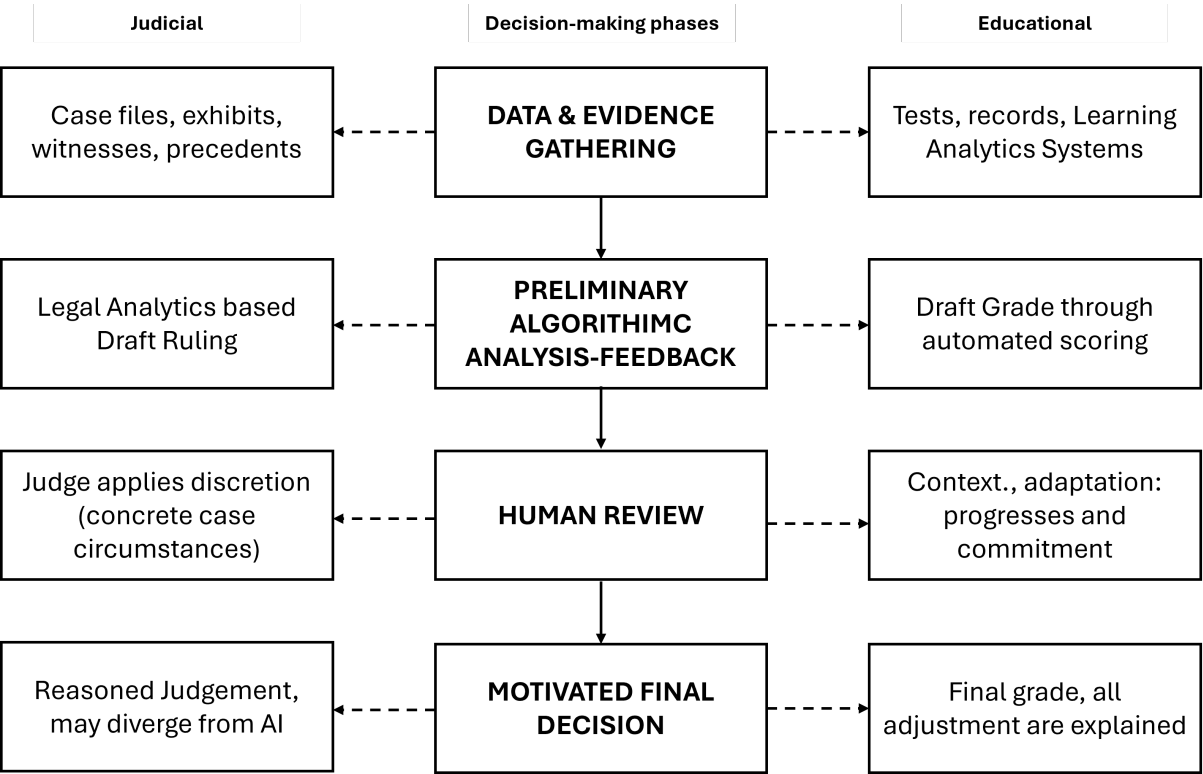 Judicial
Decision-making phases
Educational
Case files, exhibits,
witnesses, precedents
DATA & EVIDENCE
GATHERING
Tests, records, Learning
Analytics Systems
Legal Analytics based
Draft Ruling
PRELIMINARY
ALGORITHIMC
ANALYSIS-FEEDBACK
Draft Grade through
automated scoring
Judge applies discretion
(concrete case
circumstances)
HUMAN REVIEW
Context., adaptation:
progresses and
commitment
Reasoned Judgement,
may diverge from AI
MOTIVATED FINAL
DECISION
Final grade, all
adjustment are explained